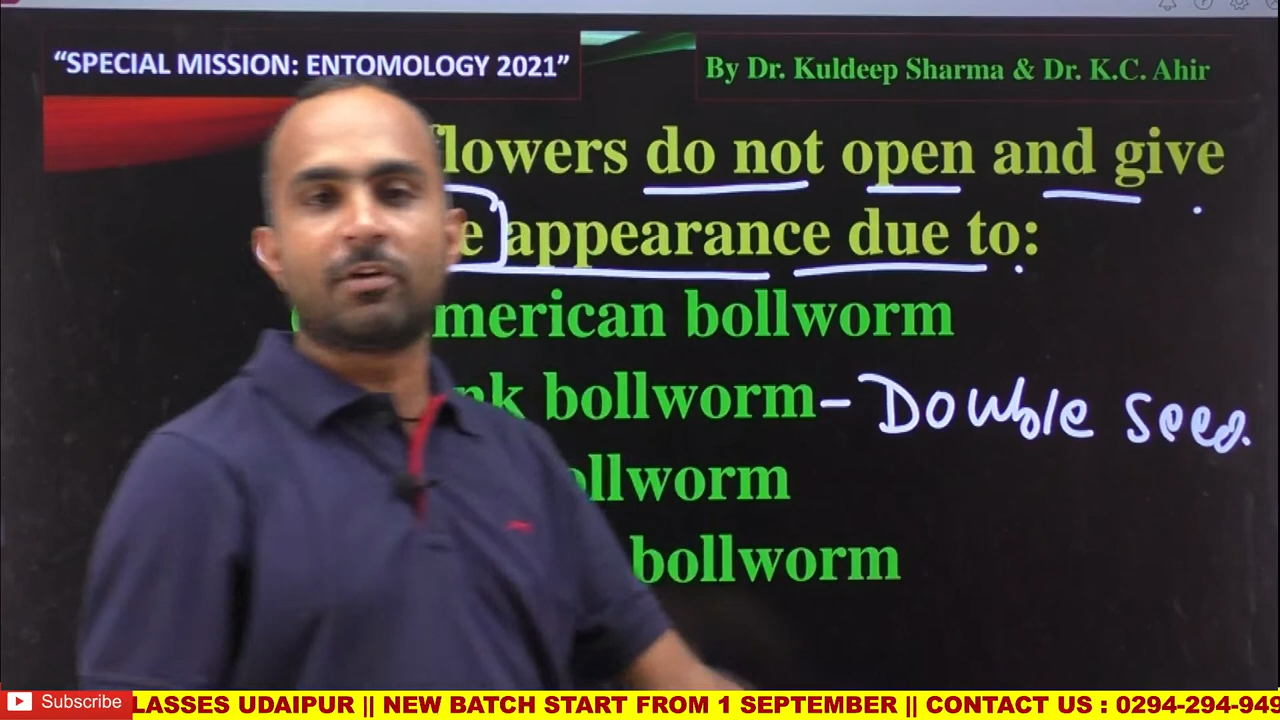 “SPECIAL MISSION: ENTOMOLOGY 2021”
By Dr. Kuldeep Sharma & Dr. K.C. Ahir
flowers do not open and give
e appearance due to:
merican bollworm
nk bollworm - Double seed.
ollworm
bollworm
Subscribe
LASSES UDAIPUR || NEW BATCH START FROM 1 SEPTEMBER || CONTACT US : 0294-294-949